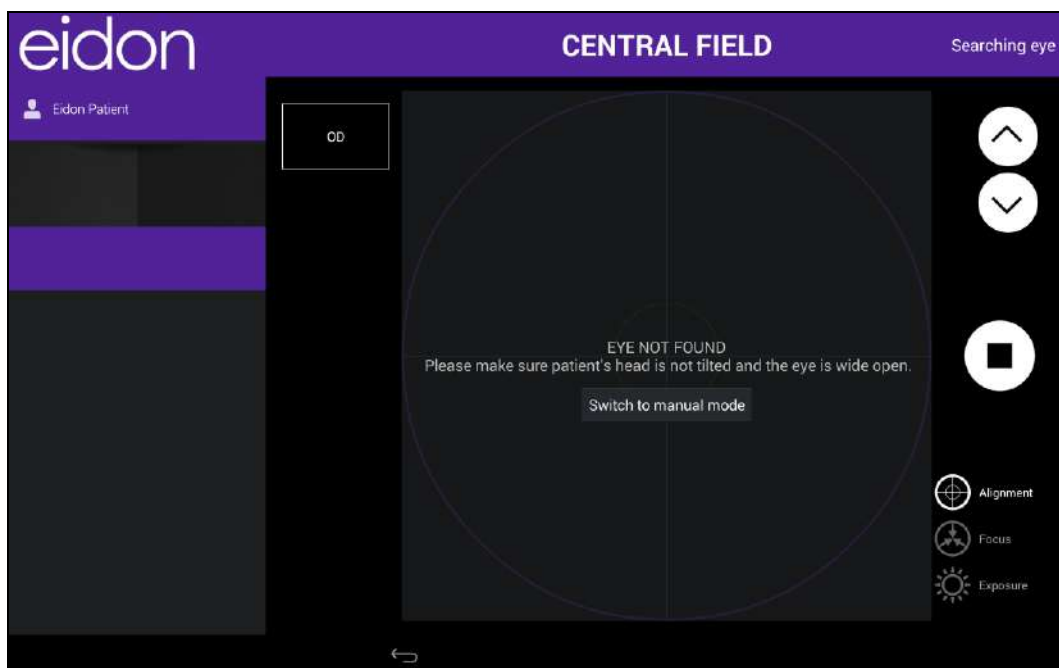 eidon
CENTRAL FIELD
Searching eye
Eidon Patient
OD
EYE NOT FOUND
Please make sure patient's head is not tilted and the eye is wide open.
Switch to manual mode
Alignment
Focus
Exposure